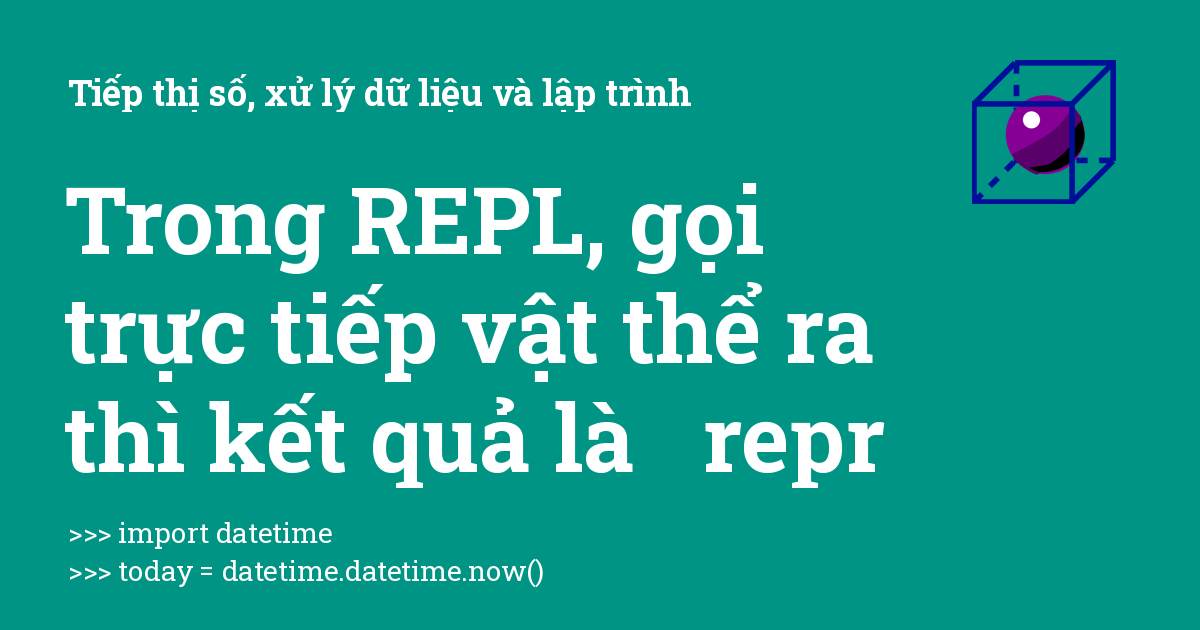 Tiếp thị số, xử lý dữ liệu và lập trình
Trong REPL, gọi
trực tiếp vật thể ra
thì kết quả là repr
>>> import datetime
>>> today = datetime.datetime.now()